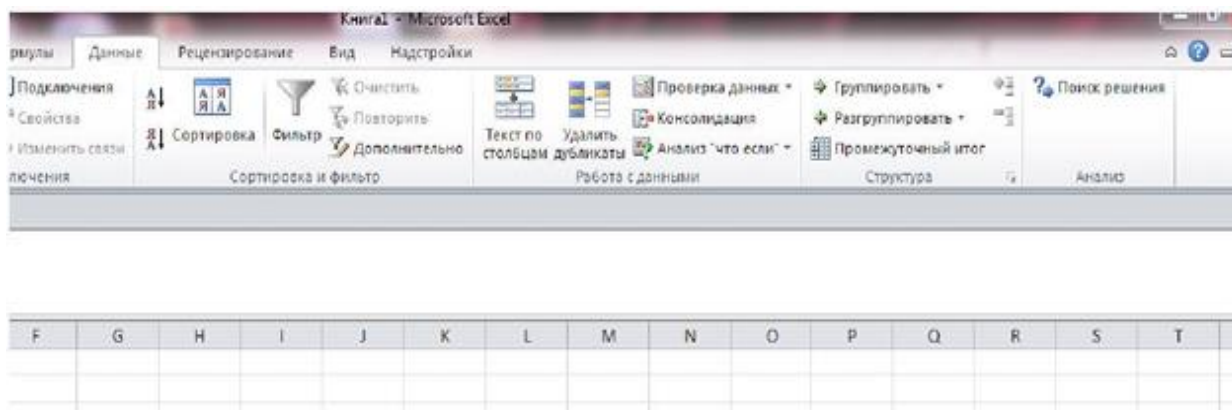 Книга1 - Microsoft Excel
рмулы Данные Рецензирование Вид Надстройки
Подключения
Свойства
Изменить связи
лючения
Сортировка
Фильтр
Очистить
Повторить
Дополнительно
Сортировка и фильтр
Текст по столбцам
Удалить дубликаты
Проверка данных
Консолидация
Анализ "что если"
Работа с данными
Группировать
Разгруппировать
Промежуточный итог
Структура
Поиск решения
Анализ
F G H I J K L M N O P Q R S T